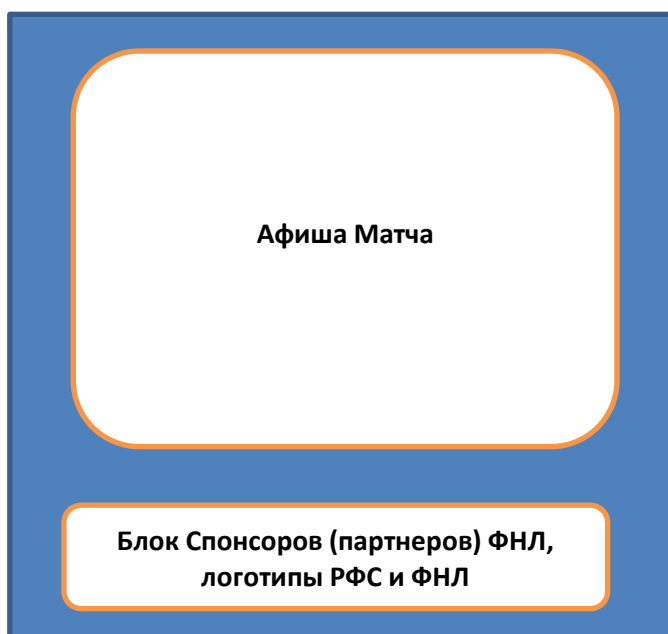 Афиша Матча
Блок Спонсоров (партнеров) ФНЛ,
логотипы РФС и ФНЛ